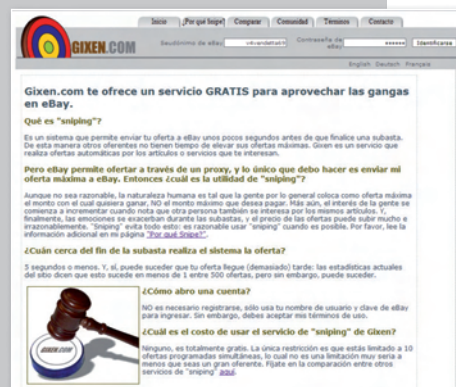 Inicio
¿Por qué Snipe?
Comparar
Comunidad
Términos
Contacto
GIXEN.COM
Seudónimo de eBay
Contraseña de
eBay
Identificarse
English Deutsch Français
Gixen.com te ofrece un servicio GRATIS para aprovechar las gangas
en eBay.
Qué es "sniping"?
Es un sistema que permite enviar tu oferta a eBay unos pocos segundos antes de que finalice una subasta.
De esta manera otros oferentes no tienen tiempo de elevar sus ofertas máximas. Gixen es un servicio que
realiza ofertas automáticas por los artículos o servicios que te interesan.
Pero eBay permite ofertar a través de un proxy, y lo único que debo hacer es enviar mi
oferta máxima a eBay. Entonces ¿cuál es la utilidad de "sniping"?
Aunque no sea razonable, la naturaleza humana es tal que la gente por lo general coloca como oferta máxima
el monto con el cual quisiera ganar, NO el monto máximo que desea pagar. Más aún, el interés de la gente se
comienza a incrementar cuando nota que otra persona también se interesa por los mismos artículos. Y,
finalmente, las emociones se exacerban durante las subastas, y el precio de las ofertas puede subir mucho e
irrazonablemente. "Sniping" evita todo esto: es razonable usar "sniping" cuando es posible. Por favor, lee la
información adicional en mi página "Por qué Snipe?".
¿Cuán cerca del fin de la subasta realiza el sistema la oferta?
5 segundos o menos. Y, sí, puede suceder que tu oferta llegue (demasiado) tarde: las estadísticas actuales
del sitio dicen que esto sucede en menos de 1 entre 500 ofertas, pero sin embargo, puede suceder.
¿Cómo abro una cuenta?
NO es necesario registrarse, sólo usa tu nombre de usuario y clave de eBay
para ingresar. Sin embargo, debes aceptar mis términos de uso.
¿Cuál es el costo de usar el servicio de "sniping" de Gixen?
Ninguno, es totalmente gratis. La única restricción es que estás limitado a 10
ofertas programadas simultáneas, lo cual no es una limitación muy seria a
menos que seas un gran oferente. Fíjate en la comparación entre otros
servicios de "sniping" aquí.
GIXEN.COM